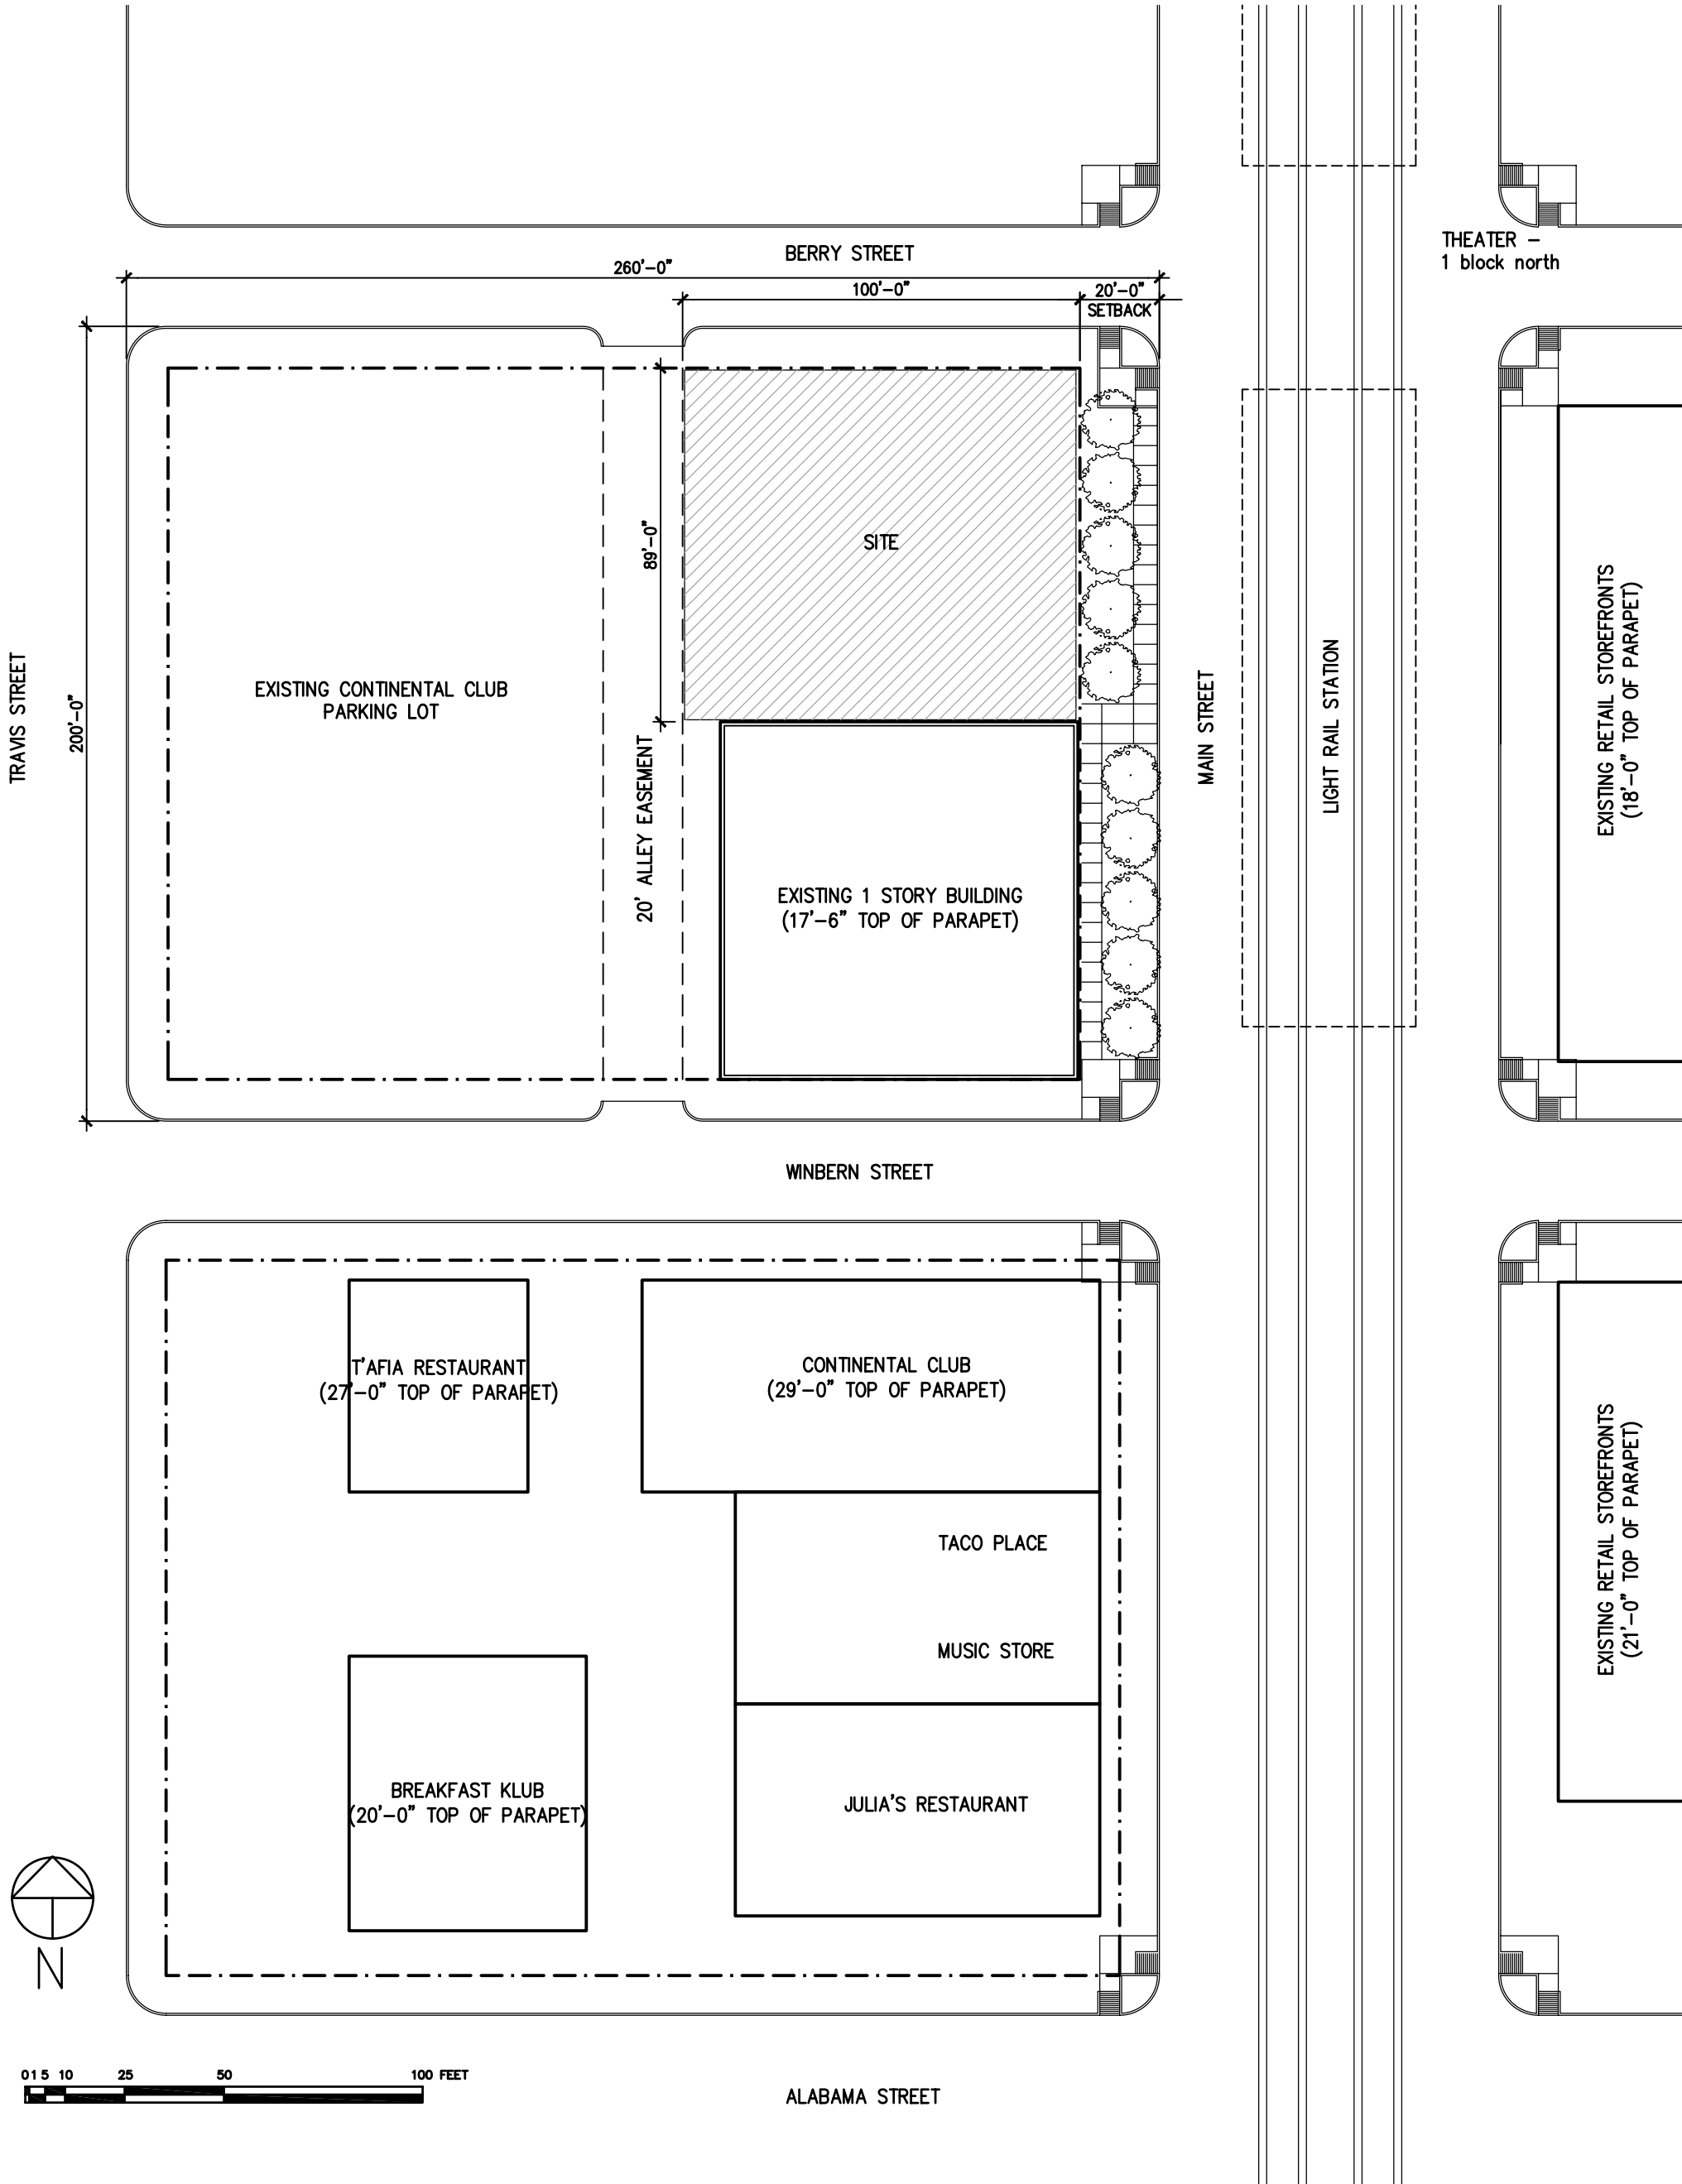 BERRY STREET
THEATER –
1 block north
260'–0"
100'–0"
20'–0"
SETBACK
89'–0"
SITE
TRAVIS STREET
200'–0"
EXISTING CONTINENTAL CLUB
PARKING LOT
20' ALLEY EASEMENT
EXISTING 1 STORY BUILDING
(17'–6" TOP OF PARAPET)
MAIN STREET
LIGHT RAIL STATION
EXISTING RETAIL STOREFRONTS
(18'–0" TOP OF PARAPET)
WINBERN STREET
T'AFIA RESTAURANT
(27'–0" TOP OF PARAPET)
CONTINENTAL CLUB
(29'–0" TOP OF PARAPET)
TACO PLACE
MUSIC STORE
EXISTING RETAIL STOREFRONTS
(21'–0" TOP OF PARAPET)
BREAKFAST KLUB
(20'–0" TOP OF PARAPET)
JULIA'S RESTAURANT
N
0 1 5 10 25 50 100 FEET
ALABAMA STREET